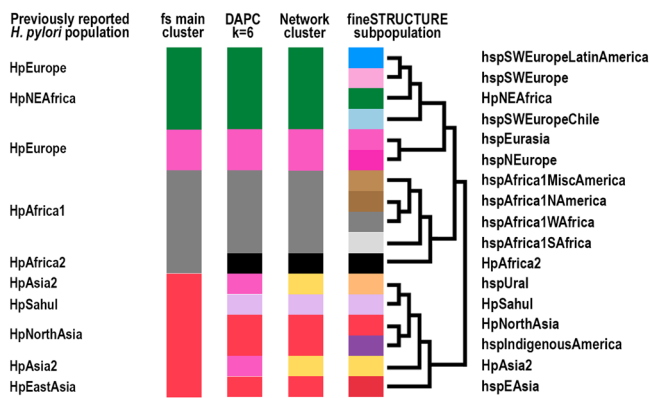 Previously reported
H. pylori population
fs main
cluster
DAPC
k=6
Network
cluster
fineSTRUCTURE
subpopulation
HpEurope
HpNEAfrica
HpEurope
HpAfrica1
HpAfrica2
HpAsia2
HpSahul
HpNorthAsia
HpAsia2
HpEastAsia
hspSWEuropeLatinAmerica
hspSWEurope
HpNEAfrica
hspSWEuropeChile
hspEurasia
hspNEurope
hspAfrica1MiscAmerica
hspAfrica1NAmerica
hspAfrica1WAfrica
hspAfrica1SAfrica
HpAfrica2
hspUral
HpSahul
HpNorthAsia
hspIndigenousAmerica
HpAsia2
hspEAsia